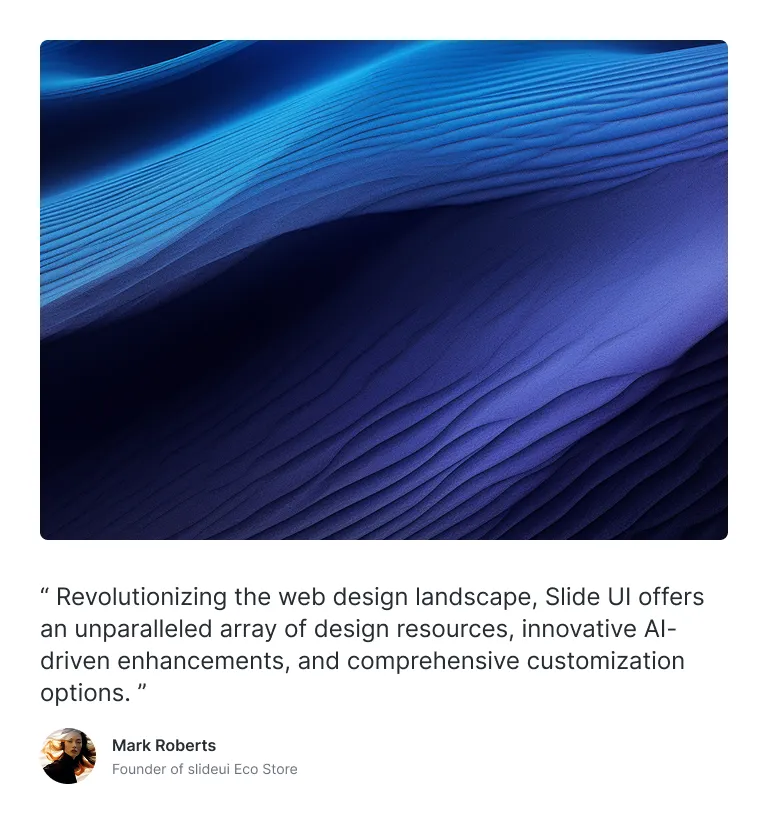 “ Revolutionizing the web design landscape, Slide UI offers
an unparalleled array of design resources, innovative AI-
driven enhancements, and comprehensive customization
options. ”
Mark Roberts
Founder of slideui Eco Store